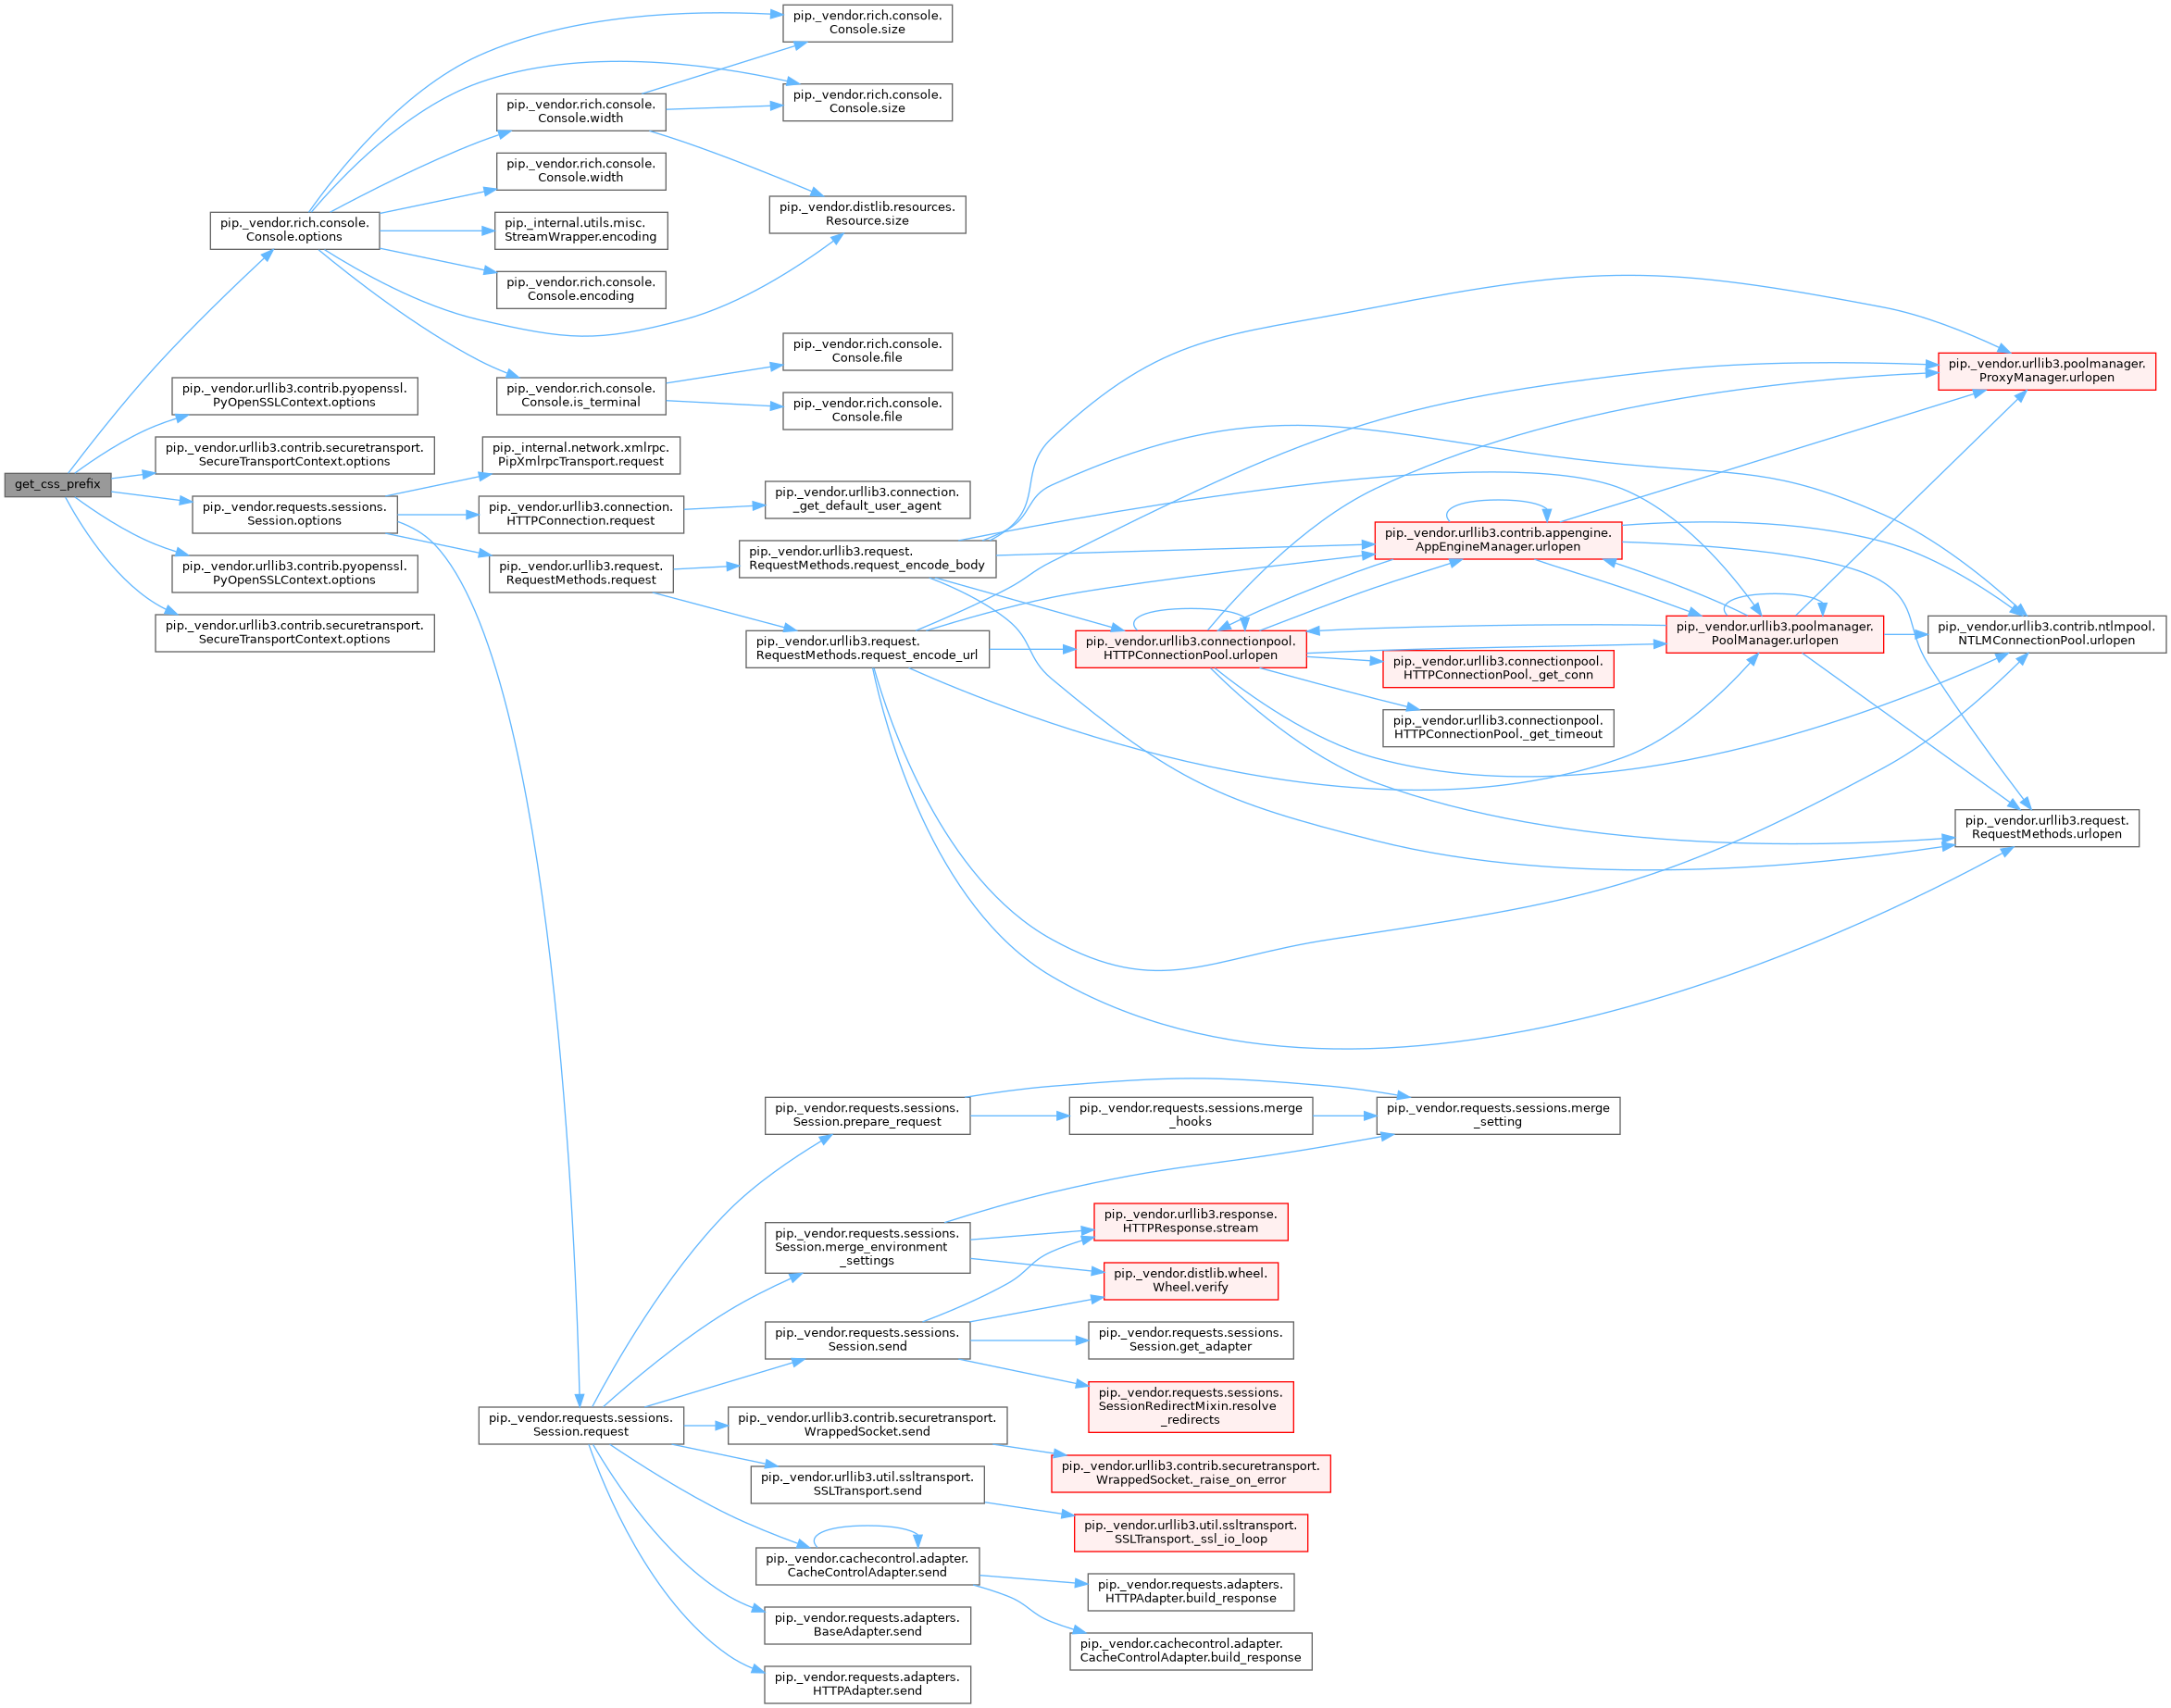 get_css_prefix
pip._vendor.rich.console.
Console.options
pip._vendor.urllib3.contrib.pyopenssl.
PyOpenSSLContext.options
pip._vendor.urllib3.contrib.securetransport.
SecureTransportContext.options
pip._vendor.requests.sessions.
Session.options
pip._vendor.urllib3.contrib.pyopenssl.
PyOpenSSLContext.options
pip._vendor.urllib3.contrib.securetransport.
SecureTransportContext.options
pip._vendor.rich.console.
Console.width
pip._vendor.rich.console.
Console.width
pip._internal.utils.misc.
StreamWrapper.encoding
pip._vendor.rich.console.
Console.encoding
pip._vendor.rich.console.
Console.is_terminal
pip._internal.network.xmlrpc.
PipXmlrpcTransport.request
pip._vendor.urllib3.connection.
HTTPConnection.request
pip._vendor.urllib3.request.
RequestMethods.request
pip._vendor.requests.sessions.
Session.request
pip._vendor.rich.console.
Console.size
pip._vendor.rich.console.
Console.size
pip._vendor.distlib.resources.
Resource.size
pip._vendor.rich.console.
Console.file
pip._vendor.rich.console.
Console.file
pip._vendor.urllib3.connection.
_get_default_user_agent
pip._vendor.urllib3.request.
RequestMethods.request_encode_body
pip._vendor.urllib3.request.
RequestMethods.request_encode_url
pip._vendor.urllib3.connectionpool.
HTTPConnectionPool.urlopen
pip._vendor.urllib3.contrib.appengine.
AppEngineManager.urlopen
pip._vendor.urllib3.connectionpool.
HTTPConnectionPool._get_conn
pip._vendor.urllib3.connectionpool.
HTTPConnectionPool._get_timeout
pip._vendor.urllib3.poolmanager.
PoolManager.urlopen
pip._vendor.urllib3.poolmanager.
ProxyManager.urlopen
pip._vendor.urllib3.contrib.ntlmpool.
NTLMConnectionPool.urlopen
pip._vendor.urllib3.request.
RequestMethods.urlopen
pip._vendor.requests.sessions.
Session.prepare_request
pip._vendor.requests.sessions.merge
_hooks
pip._vendor.requests.sessions.merge
_setting
pip._vendor.requests.sessions.
Session.merge_environment
_settings
pip._vendor.urllib3.response.
HTTPResponse.stream
pip._vendor.distlib.wheel.
Wheel.verify
pip._vendor.requests.sessions.
Session.send
pip._vendor.requests.sessions.
Session.get_adapter
pip._vendor.requests.sessions.
SessionRedirectMixin.resolve
_redirects
pip._vendor.urllib3.contrib.securetransport.
WrappedSocket.send
pip._vendor.urllib3.contrib.securetransport.
WrappedSocket._raise_on_error
pip._vendor.urllib3.util.ssltransport.
SSLTransport.send
pip._vendor.urllib3.util.ssltransport.
SSLTransport._ssl_io_loop
pip._vendor.cachecontrol.adapter.
CacheControlAdapter.send
pip._vendor.requests.adapters.
HTTPAdapter.build_response
pip._vendor.cachecontrol.adapter.
CacheControlAdapter.build_response
pip._vendor.requests.adapters.
BaseAdapter.send
pip._vendor.requests.adapters.
HTTPAdapter.send